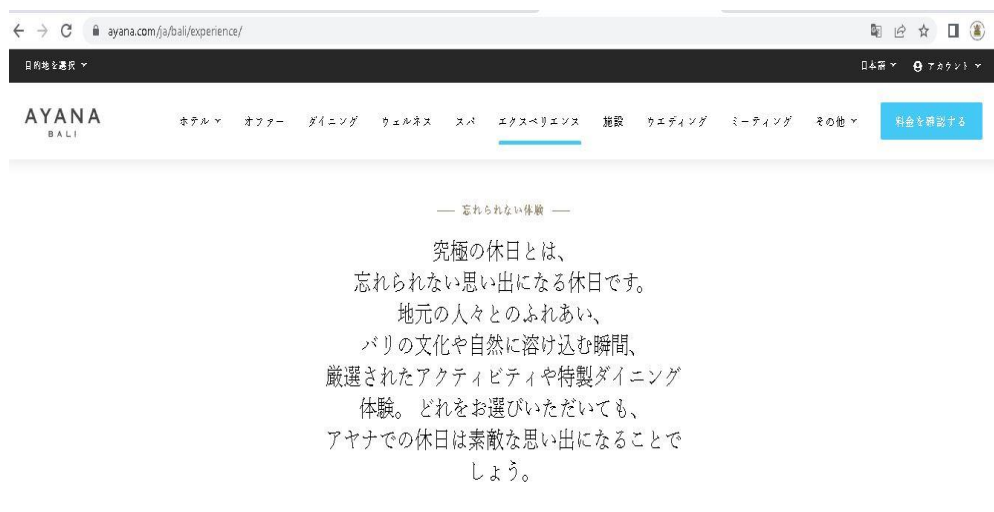 ayana.com/ja/bali/experience/
目的地を選択
日本語 アカウント
AYANA
BALI
ホテル オファー ダイニング ウェルネス スパ エクスペリエンス 施設 ウエディング ミーティング その他 料金を確認する
忘れられない体験
究極の休日とは、
忘れられない思い出になる休日です。
地元の人々とのふれあい、
バリの文化や自然に溶け込む瞬間、
厳選されたアクティビティや特製ダイニング
体験。 どれをお選びいただいても、
アヤナでの休日は素敵な思い出になることで
しょう。